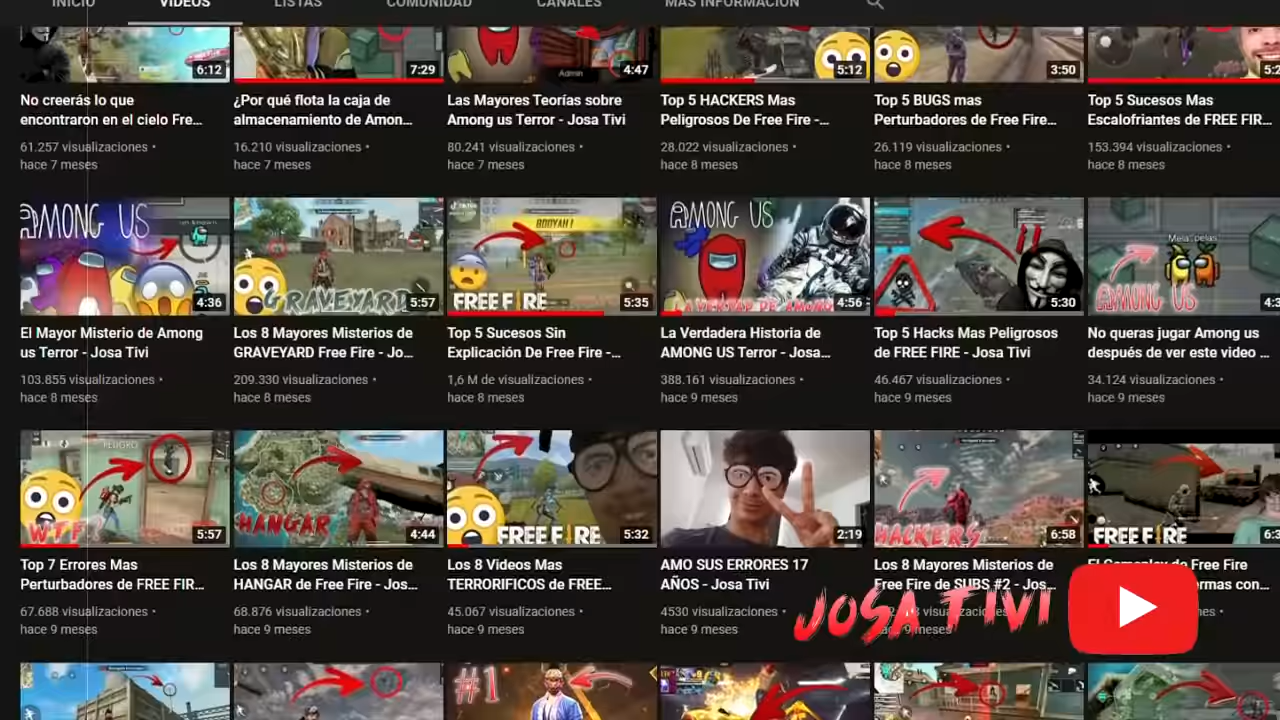 INICIO
VIDEOS
LISTAS
COMUNIDAD
CANALES
MÁS INFORMACIÓN
6:12
7:29
Admin
4:47
5:12
3:50
No creerás lo que
encontraron en el cielo Fre...
61.257 visualizaciones •
hace 7 meses
¿Por qué flota la caja de
almacenamiento de Amon...
16.210 visualizaciones •
hace 7 meses
Las Mayores Teorías sobre
Among us Terror - Josa Tivi
80.241 visualizaciones •
hace 7 meses
Top 5 HACKERS Mas
Peligrosos De Free Fire -...
28.022 visualizaciones •
hace 8 meses
Top 5 BUGS mas
Perturbadores de Free Fire...
26.119 visualizaciones •
hace 8 meses
Top 5 Sucesos Mas
Escalofriantes de FREE FIR...
153.394 visualizaciones •
hace 8 meses
AMONG US
4:36
GRAVEYARD
5:57
BOOYAH!
FREE FIRE
5:35
AMONG US
LA VERDAD DE AMONG
4:56
5:30
AMONG US
El Mayor Misterio de Among
us Terror - Josa Tivi
103.855 visualizaciones •
hace 8 meses
Los 8 Mayores Misterios de
GRAVEYARD Free Fire - Jo...
209.330 visualizaciones •
hace 8 meses
Top 5 Sucesos Sin
Explicación De Free Fire -...
1,6 M de visualizaciones •
hace 8 meses
La Verdadera Historia de
AMONG US Terror - Josa...
388.161 visualizaciones •
hace 9 meses
Top 5 Hacks Mas Peligrosos
de FREE FIRE - Josa Tivi
46.467 visualizaciones •
hace 9 meses
No queras jugar Among us
después de ver este video ...
34.124 visualizaciones •
hace 9 meses
PELIGRO
WTF?
5:57
HANGAR
4:44
FREE FIRE
5:32
2:19
HACKERS
6:58
FREE FIRE
Top 7 Errores Mas
Perturbadores de FREE FIR...
67.688 visualizaciones •
hace 9 meses
Los 8 Mayores Misterios de
HANGAR de Free Fire - Jos...
68.876 visualizaciones •
hace 9 meses
Los 8 Videos Mas
TERRORIFICOS de FREE...
45.067 visualizaciones •
hace 9 meses
AMO SUS ERRORES 17
AÑOS - Josa Tivi
4530 visualizaciones •
hace 9 meses
Los 8 Mayores Misterios de
Free Fire de SUBS #2 - Jos...
hace 9 meses
El Gameplay de Free Fire
JOSA TIVI
#1